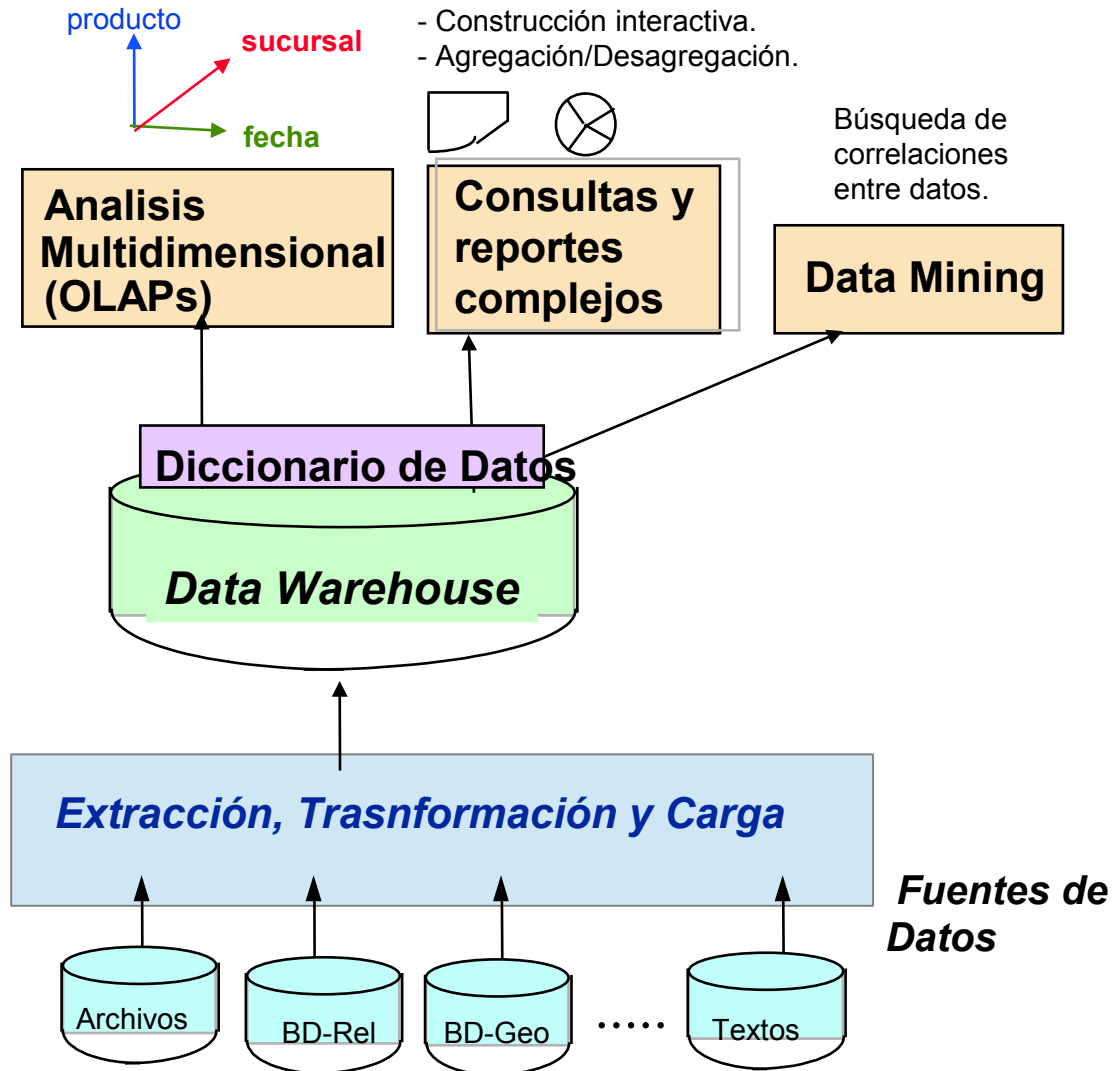 producto
sucursal
fecha
- Construcción interactiva.
- Agregación/Desagregación.
Búsqueda de
correlaciones
entre datos.
Analisis
Multidimensional
(OLAPs)
Consultas y
reportes
complejos
Data Mining
Diccionario de Datos
Data Warehouse
Extracción, Trasnformación y Carga
Fuentes de
Datos
Archivos
BD-Rel
BD-Geo
.....
Textos